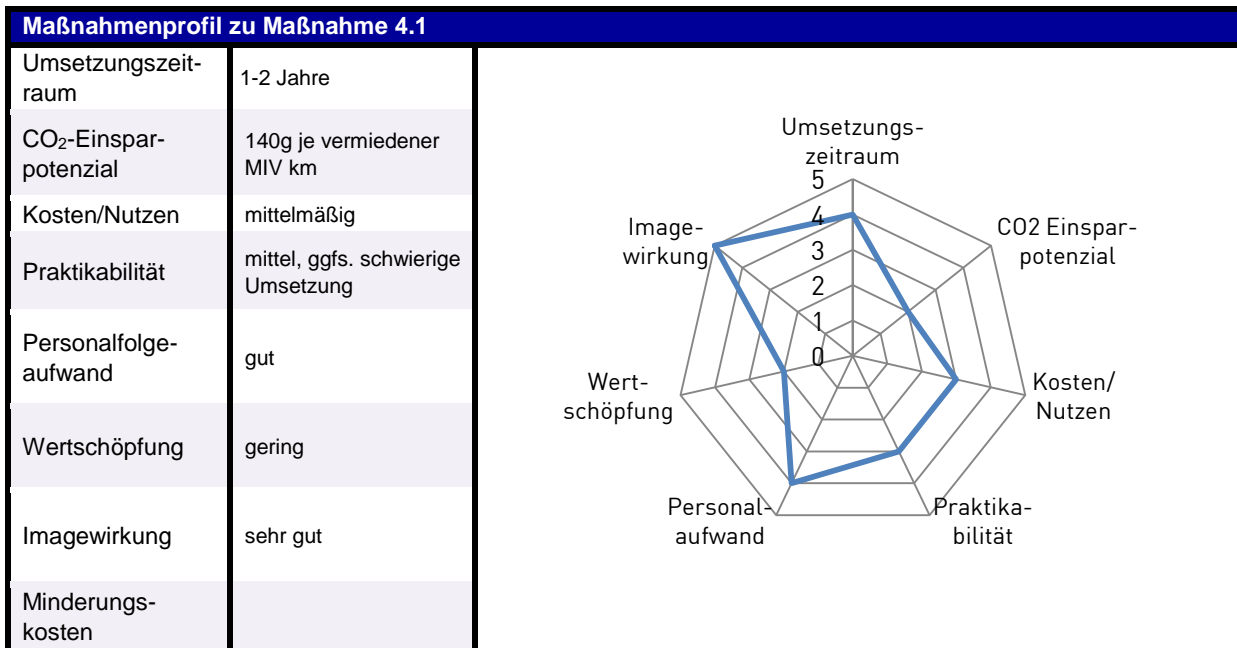 Maßnahmenprofil zu Maßnahme 4.1
Umsetzungszeit-
raum
1-2 Jahre
CO₂-Einspar-
potenzial
140g je vermiedener
MIV km
Kosten/Nutzen
mittelmäßig
Praktikabilität
mittel, ggfs. schwierige
Umsetzung
Personalfolge-
aufwand
gut
Wertschöpfung
gering
Imagewirkung
sehr gut
Minderungs-
kosten
Umsetzungs-
zeitraum
5
4
3
2
1
0
CO2 Einspar-
potenzial
Kosten/
Nutzen
Praktika-
bilität
Personal-
aufwand
Wert-
schöpfung
Image-
wirkung